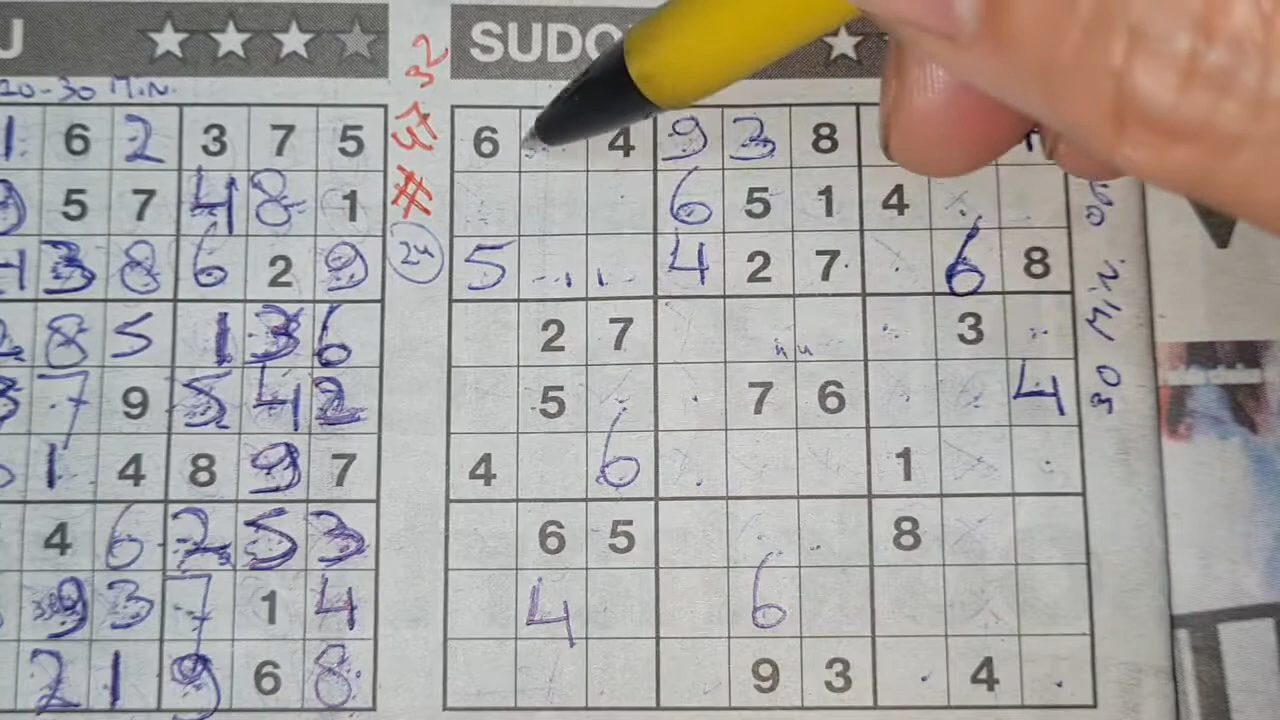 U SUDO
20-30 Min.
1 6 2 3 7 5 6 4 9 3 8
9 5 7 4 8 1 6 5 1 4
4 3 8 6 2 9 24 5 4 2 7 6 8
2 8 5 1 3 6 2 7 3
3 7 9 5 4 2 5 7 6 4
1 4 8 9 7 4 6 1
4 6 2 5 3 6 5 8
9 3 7 1 4 4 6
2 1 9 6 8 9 3 4
30 Min.